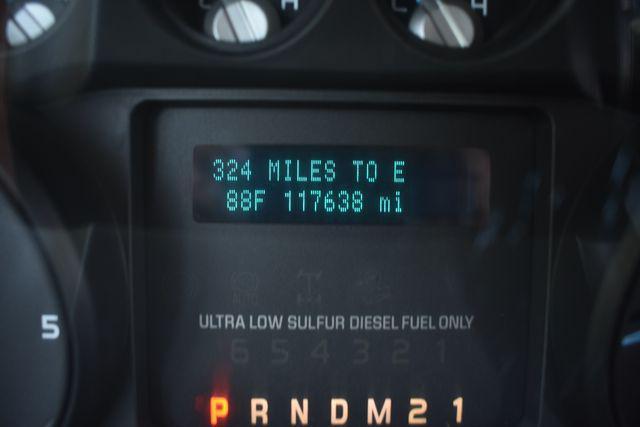 C H
C H
324 MILES TO E
88F 117638 mi
AUTO
5
ULTRA LOW SULFUR DIESEL FUEL ONLY
6 5 4 3 2 1
P R N D M 2 1